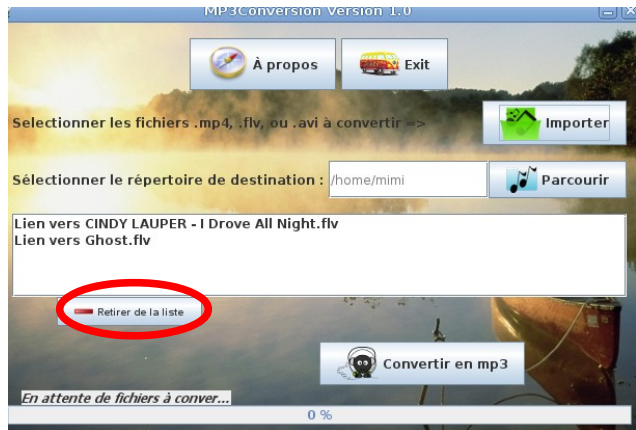 MP3Conversion Version 1.0
À propos
Exit
Selectionner les fichiers .mp4, .flv, ou .avi à convertir =>
Importer
Sélectionner le répertoire de destination :
/home/mimi
Parcourir
Lien vers CINDY LAUPER - I Drove All Night.flv
Lien vers Ghost.flv
Retirer de la liste
Convertir en mp3
En attente de fichiers à conver...
0 %